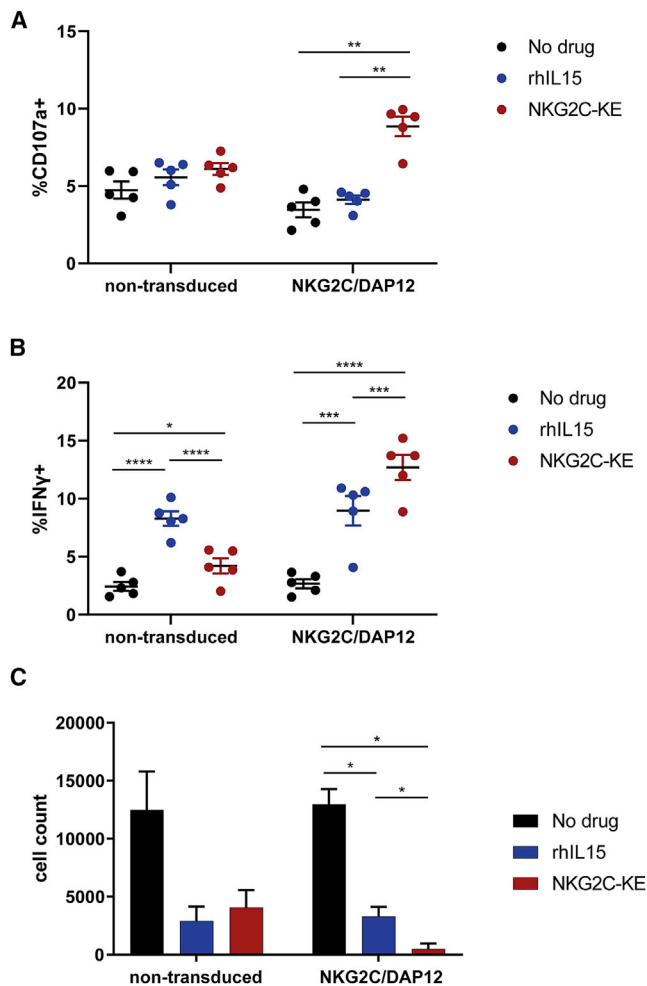 A
15
10
5
0
%CD107a+
**
**
non-transduced
NKG2C/DAP12
No drug
rhIL15
NKG2C-KE
B
20
15
10
5
0
%IFNγ+
*
****
****
****
***
***
non-transduced
NKG2C/DAP12
No drug
rhIL15
NKG2C-KE
C
20000
15000
10000
5000
0
cell count
*
*
*
non-transduced
NKG2C/DAP12
No drug
rhIL15
NKG2C-KE